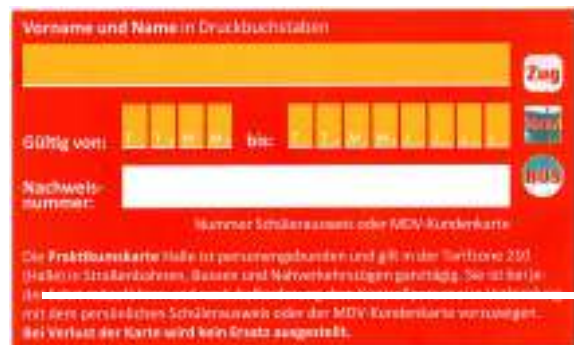 Vorname und Name in Druckbuchstaben
Zug
Gültig von: T T M M bis: T T M M J J J J
BUS
Nachweis-
nummer:
Nummer Schülerausweis oder MDV-Kundenkarte
Die Praktikumskarte Halle ist personengebunden und gilt in der Tarifzone 210
(Halle) in Straßenbahnen, Bussen und Nahverkehrszügen ganztägig. Sie ist bei je-
mit dem persönlichen Schülerausweis oder der MDV-Kundenkarte vorzuzeigen.
Bei Verlust der Karte wird kein Ersatz ausgestellt.